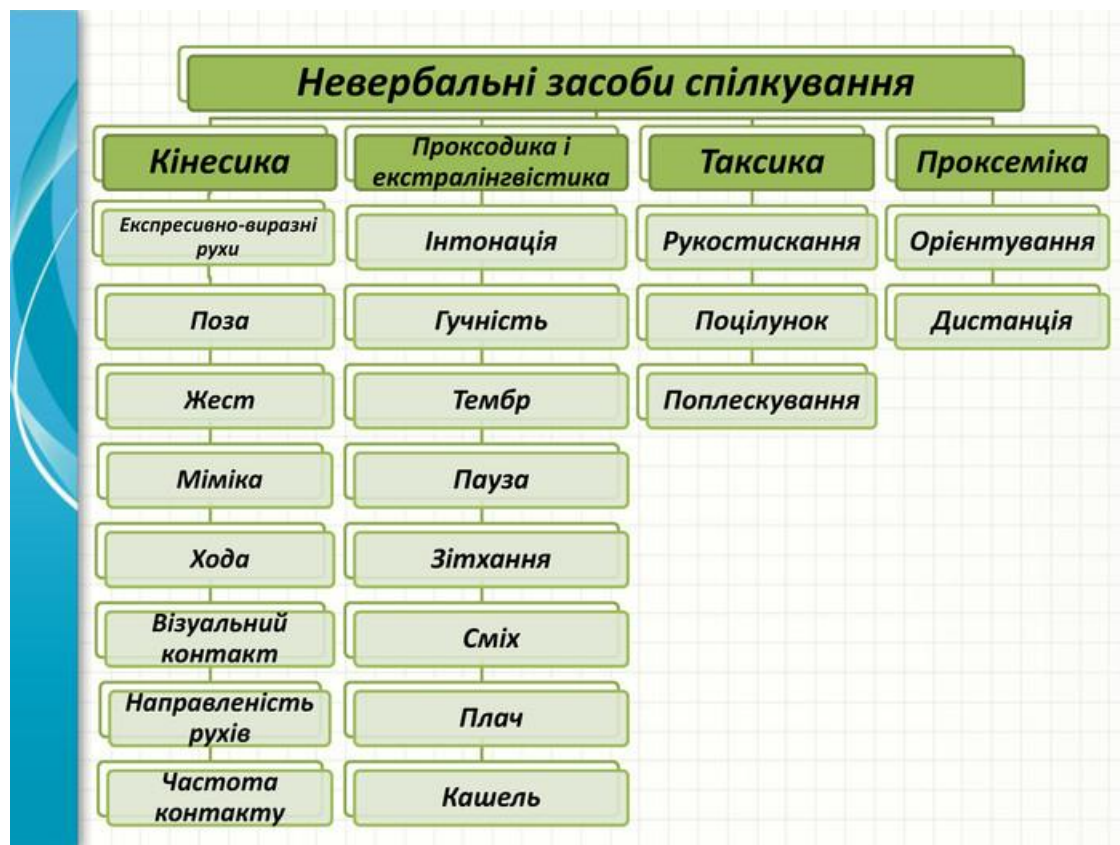 Невербальні засоби спілкування
Кінесика
Експресивно-виразні
рухи
Поза
Жест
Міміка
Хода
Візуальний
контакт
Направленість
рухів
Частота
контакту
Проксодика і
екстралінгвістика
Інтонація
Гучність
Тембр
Пауза
Зітхання
Сміх
Плач
Кашель
Таксика
Рукостискання
Поцілунок
Поплескування
Проксеміка
Орієнтування
Дистанція